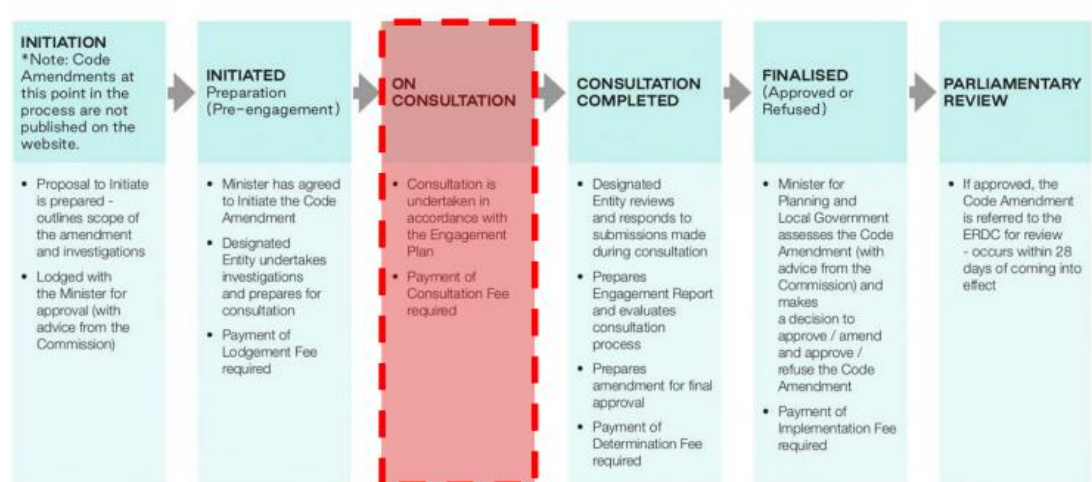 INITIATION
*Note: Code
Amendments at
this point in the
process are not
published on the
website.
• Proposal to Initiate
is prepared -
outlines scope of
the amendment
and investigations
• Lodged with
the Minister for
approval (with
advice from the
Commission)
INITIATED
Preparation
(Pre-engagement)
• Minister has agreed
to Initiate the Code
Amendment
• Designated
Entity undertakes
investigations
and prepares for
consultation
• Payment of
Lodgement Fee
required
ON
CONSULTATION
• Consultation is
undertaken in
accordance with
the Engagement
Plan
• Payment of
Consultation Fee
required
CONSULTATION
COMPLETED
• Designated
Entity reviews
and responds to
submissions made
during consultation
• Prepares
Engagement Report
and evaluates
consultation
process
• Prepares
amendment for final
approval
• Payment of
Determination Fee
required
FINALISED
(Approved or
Refused)
• Minister for
Planning and
Local Government
assesses the Code
Amendment (with
advice from the
Commission) and
makes
a decision to
approve / amend
and approve /
refuse the Code
Amendment
• Payment of
Implementation Fee
required
PARLIAMENTARY
REVIEW
• If approved, the
Code Amendment
is referred to the
ERDC for review
- occurs within 28
days of coming into
effect